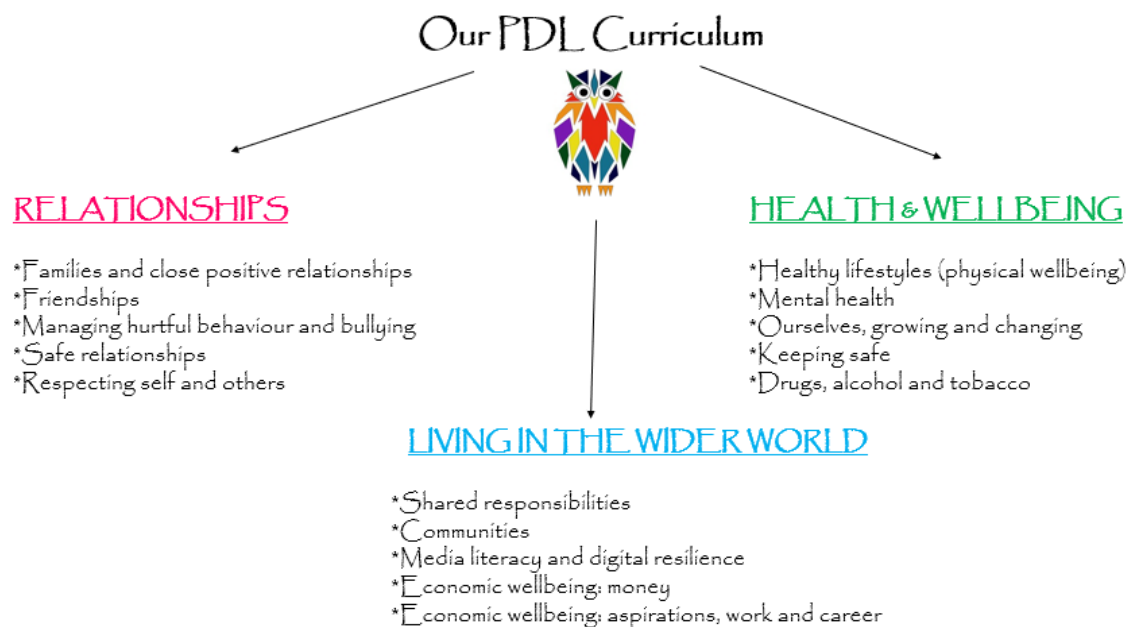 Our PDL Curriculum
RELATIONSHIPS
*Families and close positive relationships
*Friendships
*Managing hurtful behaviour and bullying
*Safe relationships
*Respecting self and others
HEALTH & WELLBEING
*Healthy lifestyles (physical wellbeing)
*Mental health
*Ourselves, growing and changing
*Keeping safe
*Drugs, alcohol and tobacco
LIVING IN THE WIDER WORLD
*Shared responsibilities
*Communities
*Media literacy and digital resilience
*Economic wellbeing: money
*Economic wellbeing: aspirations, work and career